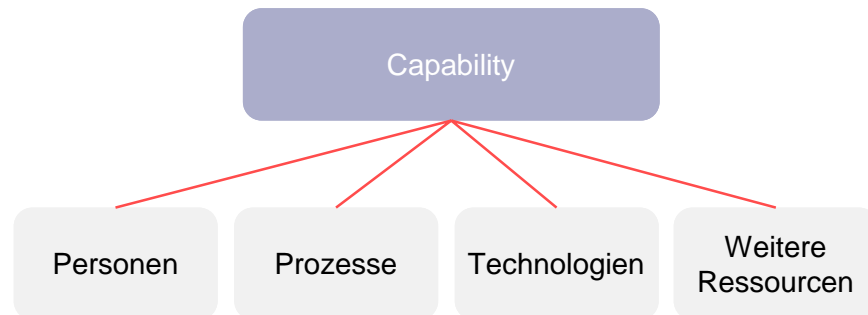 Capability
Personen
Prozesse
Technologien
Weitere
Ressourcen